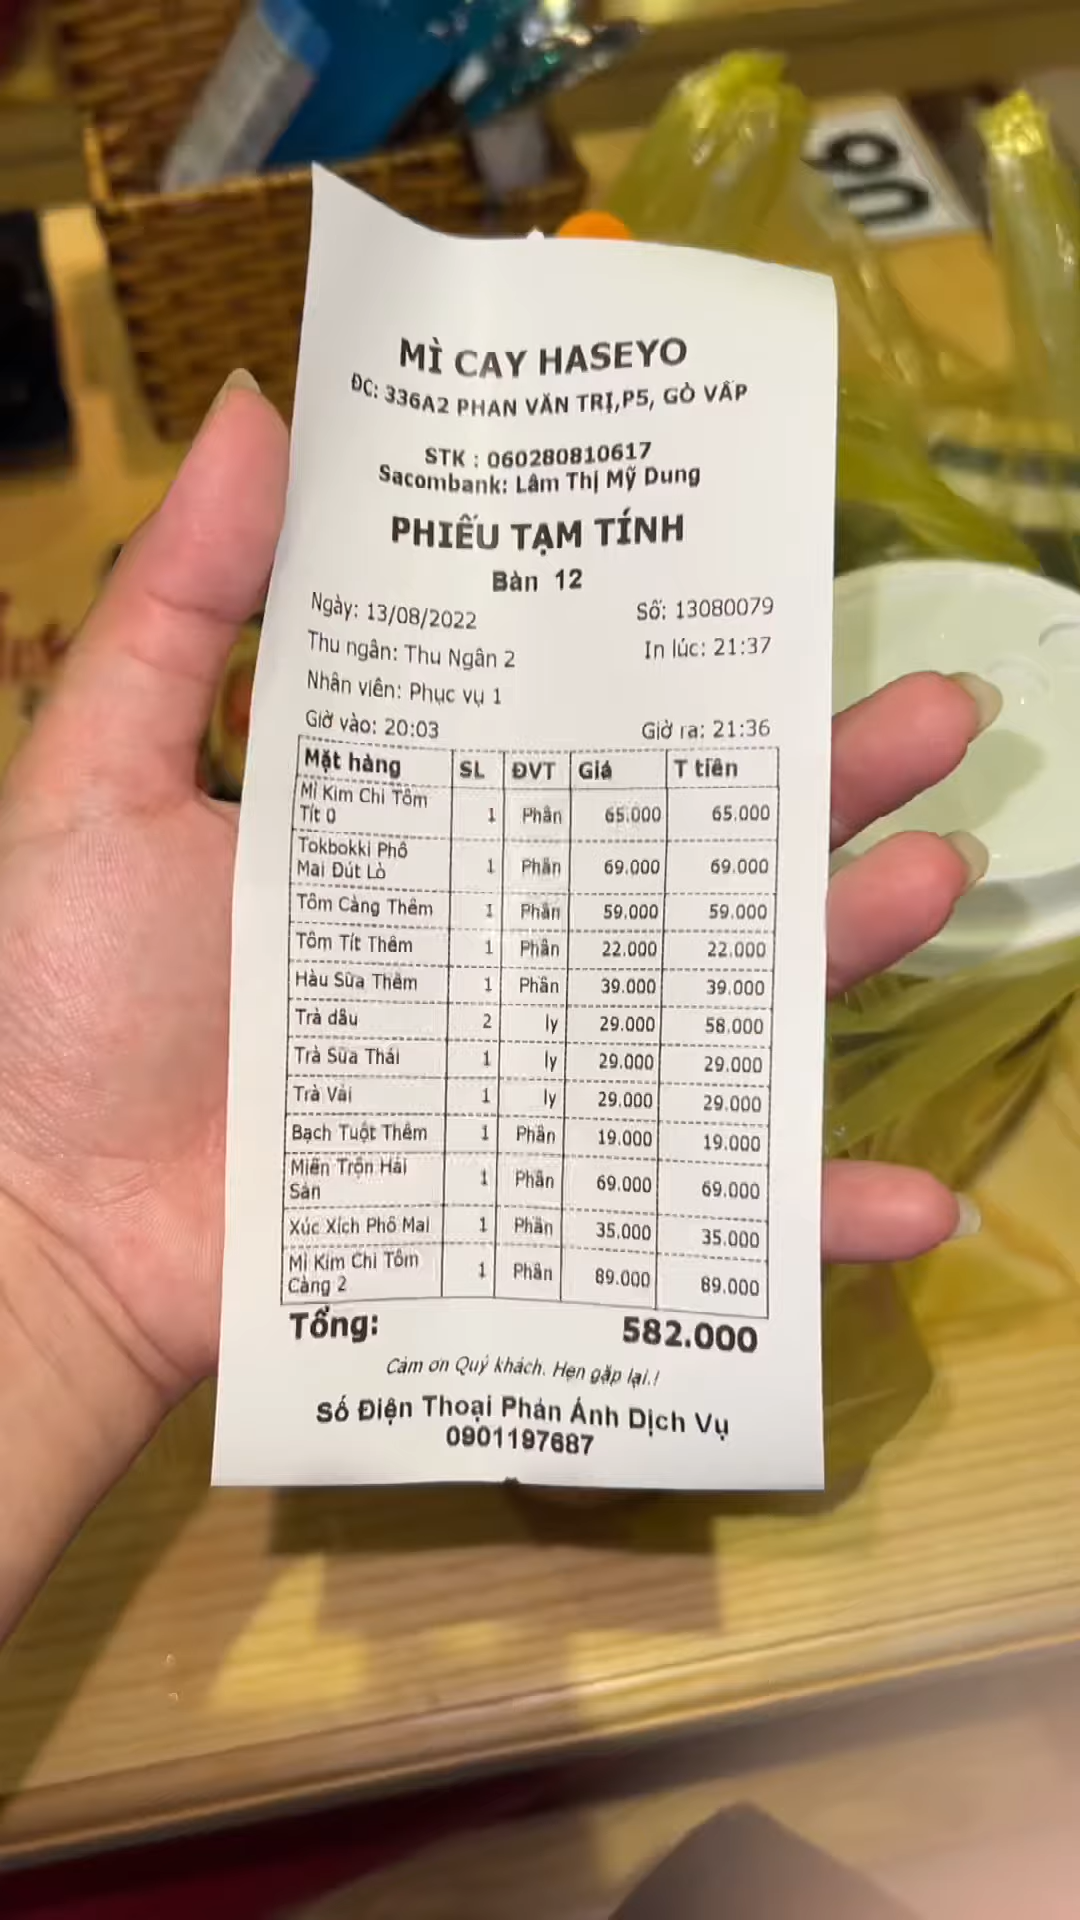 MÌ CAY HASEYO
ĐC: 336A2 PHAN VĂN TRỊ,P5, GÒ VẤP
STK : 060280810617
Sacombank: Lâm Thị Mỹ Dung
PHIẾU TẠM TÍNH
Bàn 12
Ngày: 13/08/2022 Số: 13080079
Thu ngân: Thu Ngân 2 In lúc: 21:37
Nhân viên: Phục vụ 1
Giờ vào: 20:03 Giờ ra: 21:36
Mặt hàng SL ĐVT Giá T tiền
Mì Kim Chi Tôm
Tít 0 1 Phần 65.000 65.000
Tokbokki Phô
Mai Đút Lò 1 Phần 69.000 69.000
Tôm Càng Thêm 1 Phần 59.000 59.000
Tôm Tít Thêm 1 Phần 22.000 22.000
Hàu Sữa Thêm 1 Phần 39.000 39.000
Trà dâu 2 ly 29.000 58.000
Trà Sữa Thái 1 ly 29.000 29.000
Trà Vải 1 ly 29.000 29.000
Bạch Tuột Thêm 1 Phần 19.000 19.000
Miến Trộn Hải
Sản 1 Phần 69.000 69.000
Xúc Xích Phô Mai 1 Phần 35.000 35.000
Mì Kim Chi Tôm
Càng 2 1 Phần 89.000 89.000
Tổng: 582.000
Cảm ơn Quý khách. Hẹn gặp lại.!
Số Điện Thoại Phản Ánh Dịch Vụ
0901197687